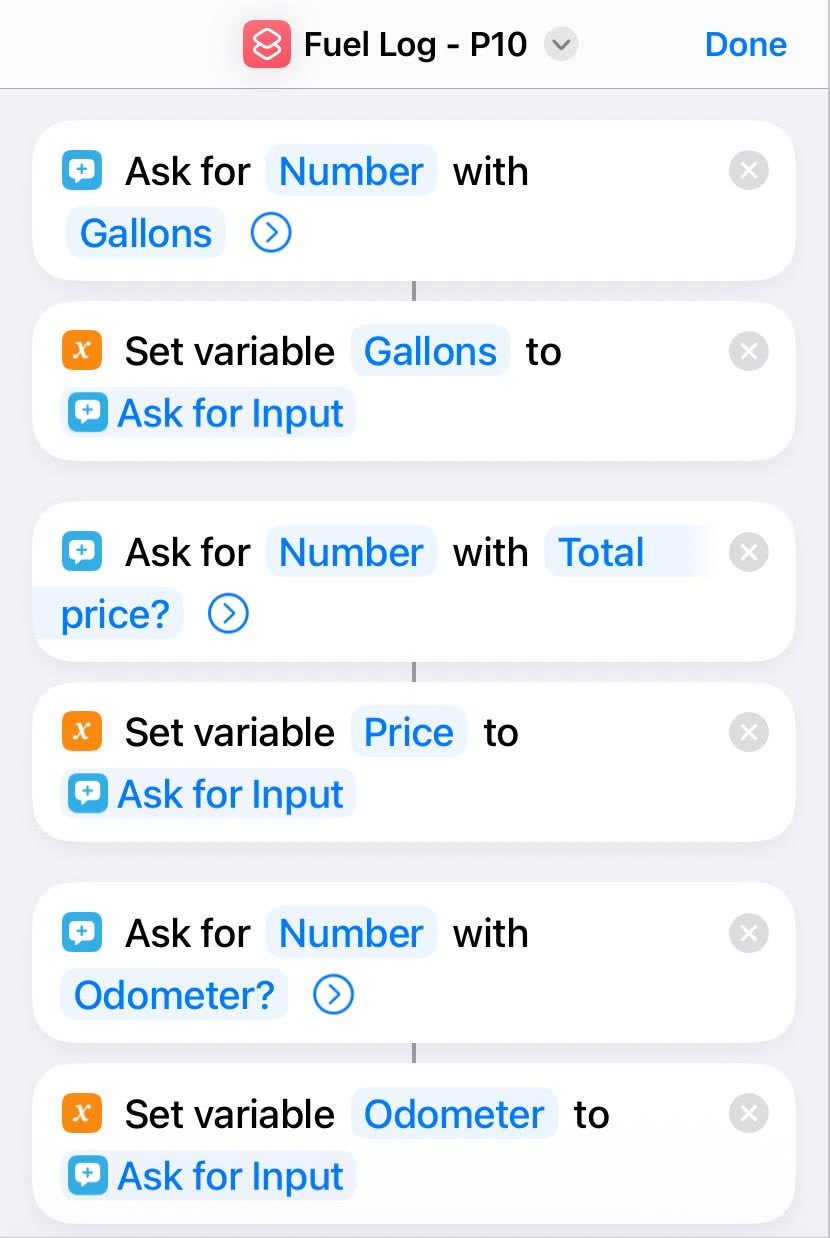 Fuel Log - P10 Done
Ask for Number with
Gallons
Set variable Gallons to
Ask for Input
Ask for Number with Total
price?
Set variable Price to
Ask for Input
Ask for Number with
Odometer?
Set variable Odometer to
Ask for Input